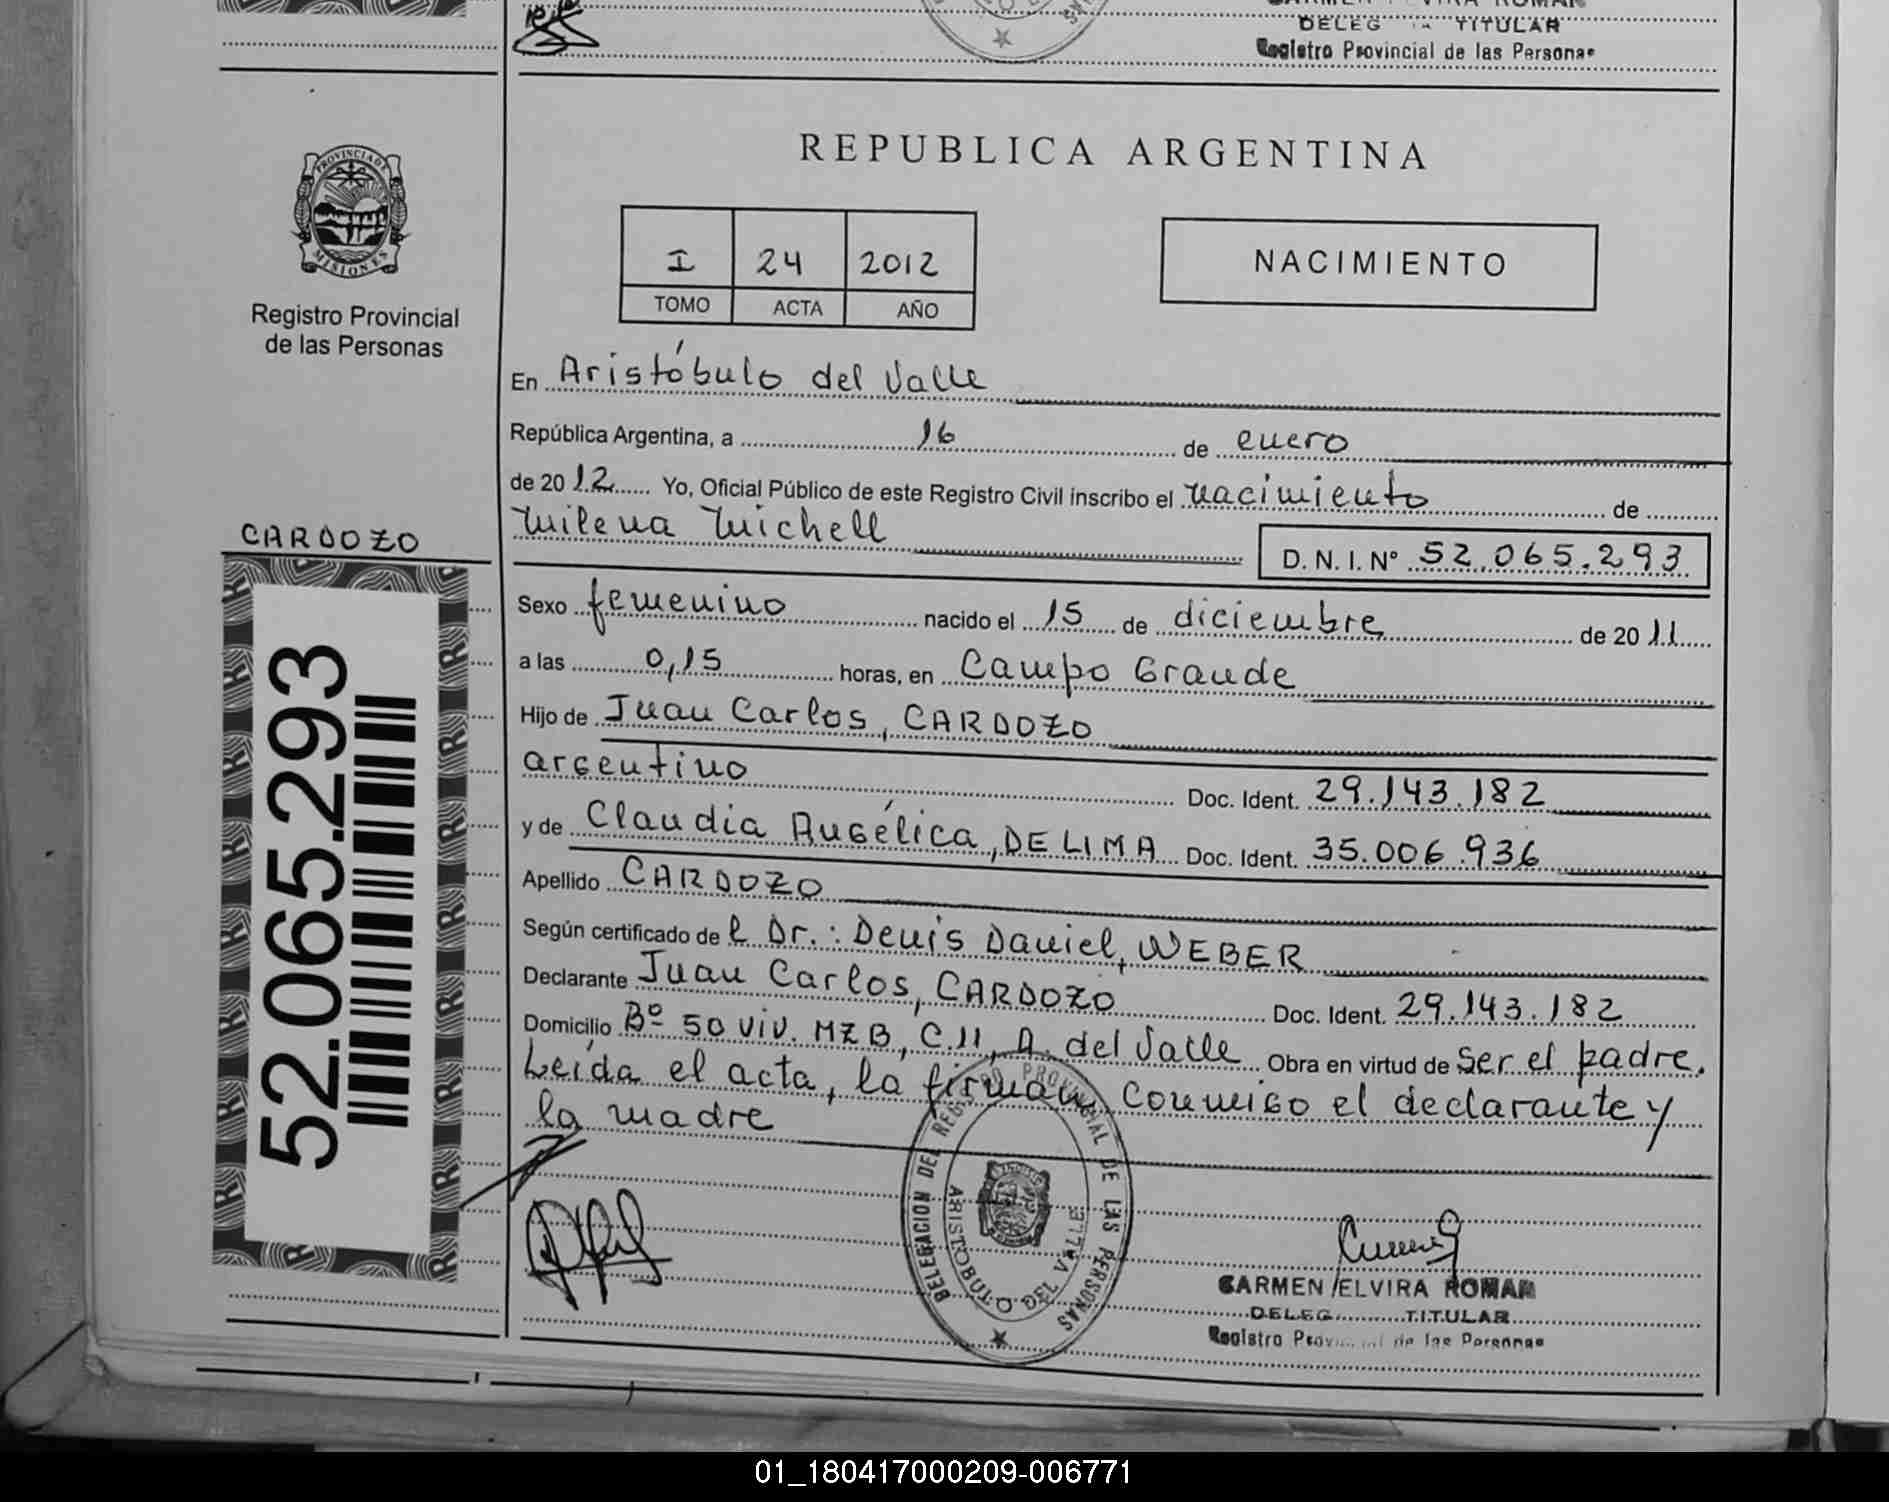 DELEG TITULAR
Registro Provincial de las Personas
PROVINCIA DE
MISIONES
Registro Provincial
de las Personas
REPUBLICA ARGENTINA
I 24 2012
TOMO ACTA AÑO
NACIMIENTO
En Aristóbulo del Valle
República Argentina, a 16 de enero
de 2012 Yo, Oficial Público de este Registro Civil inscribo el nacimiento de
Milena Michell
D. N. I. Nº 52.065.293
CARDOZO
52.065.293
Sexo femenino nacido el 15 de diciembre de 2011
a las 0,15 horas, en Campo Grande
Hijo de Juan Carlos, CARDOZO
argentino Doc. Ident. 29.143.182
y de Claudia Angélica, DE LIMA Doc. Ident. 35.006.936
Apellido CARDOZO
Según certificado de l Dr.: Denis Daniel, WEBER
Declarante Juan Carlos, CARDOZO Doc. Ident. 29.143.182
Domicilio Bº 50 viv. MZ B, C.11, A. del Valle Obra en virtud de ser el padre.
Leída el acta, la firman conmigo el declarante y
la madre
DELEGACION DEL REGISTRO PROVINCIAL DE LAS PERSONAS
ARISTOBULO DEL VALLE
CARMEN ELVIRA ROMAN
DELEG TITULAR
Registro Provincial de las Personas
01_180417000209-006771